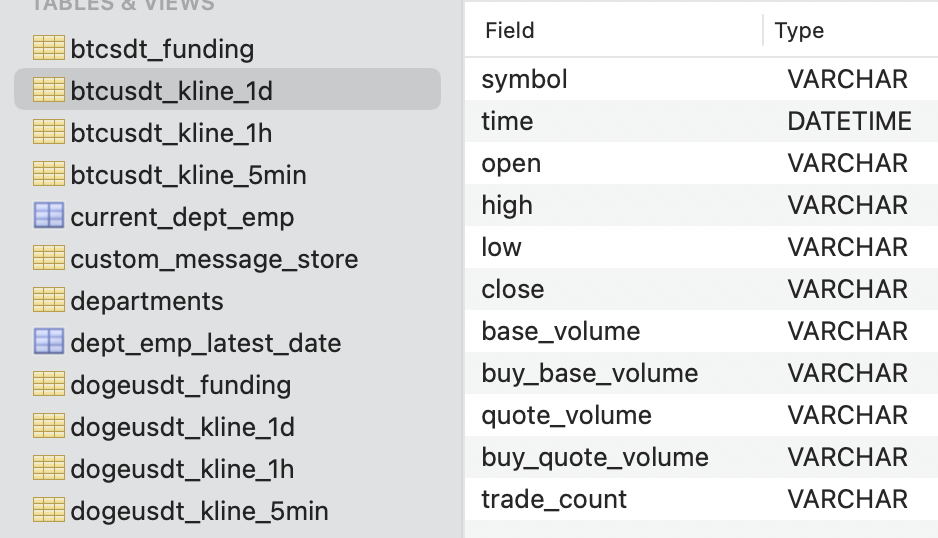 TABLES & VIEWS
btcsdt_funding
btcusdt_kline_1d
btcusdt_kline_1h
btcusdt_kline_5min
current_dept_emp
custom_message_store
departments
dept_emp_latest_date
dogeusdt_funding
dogeusdt_kline_1d
dogeusdt_kline_1h
dogeusdt_kline_5min
Field Type
symbol VARCHAR
time DATETIME
open VARCHAR
high VARCHAR
low VARCHAR
close VARCHAR
base_volume VARCHAR
buy_base_volume VARCHAR
quote_volume VARCHAR
buy_quote_volume VARCHAR
trade_count VARCHAR